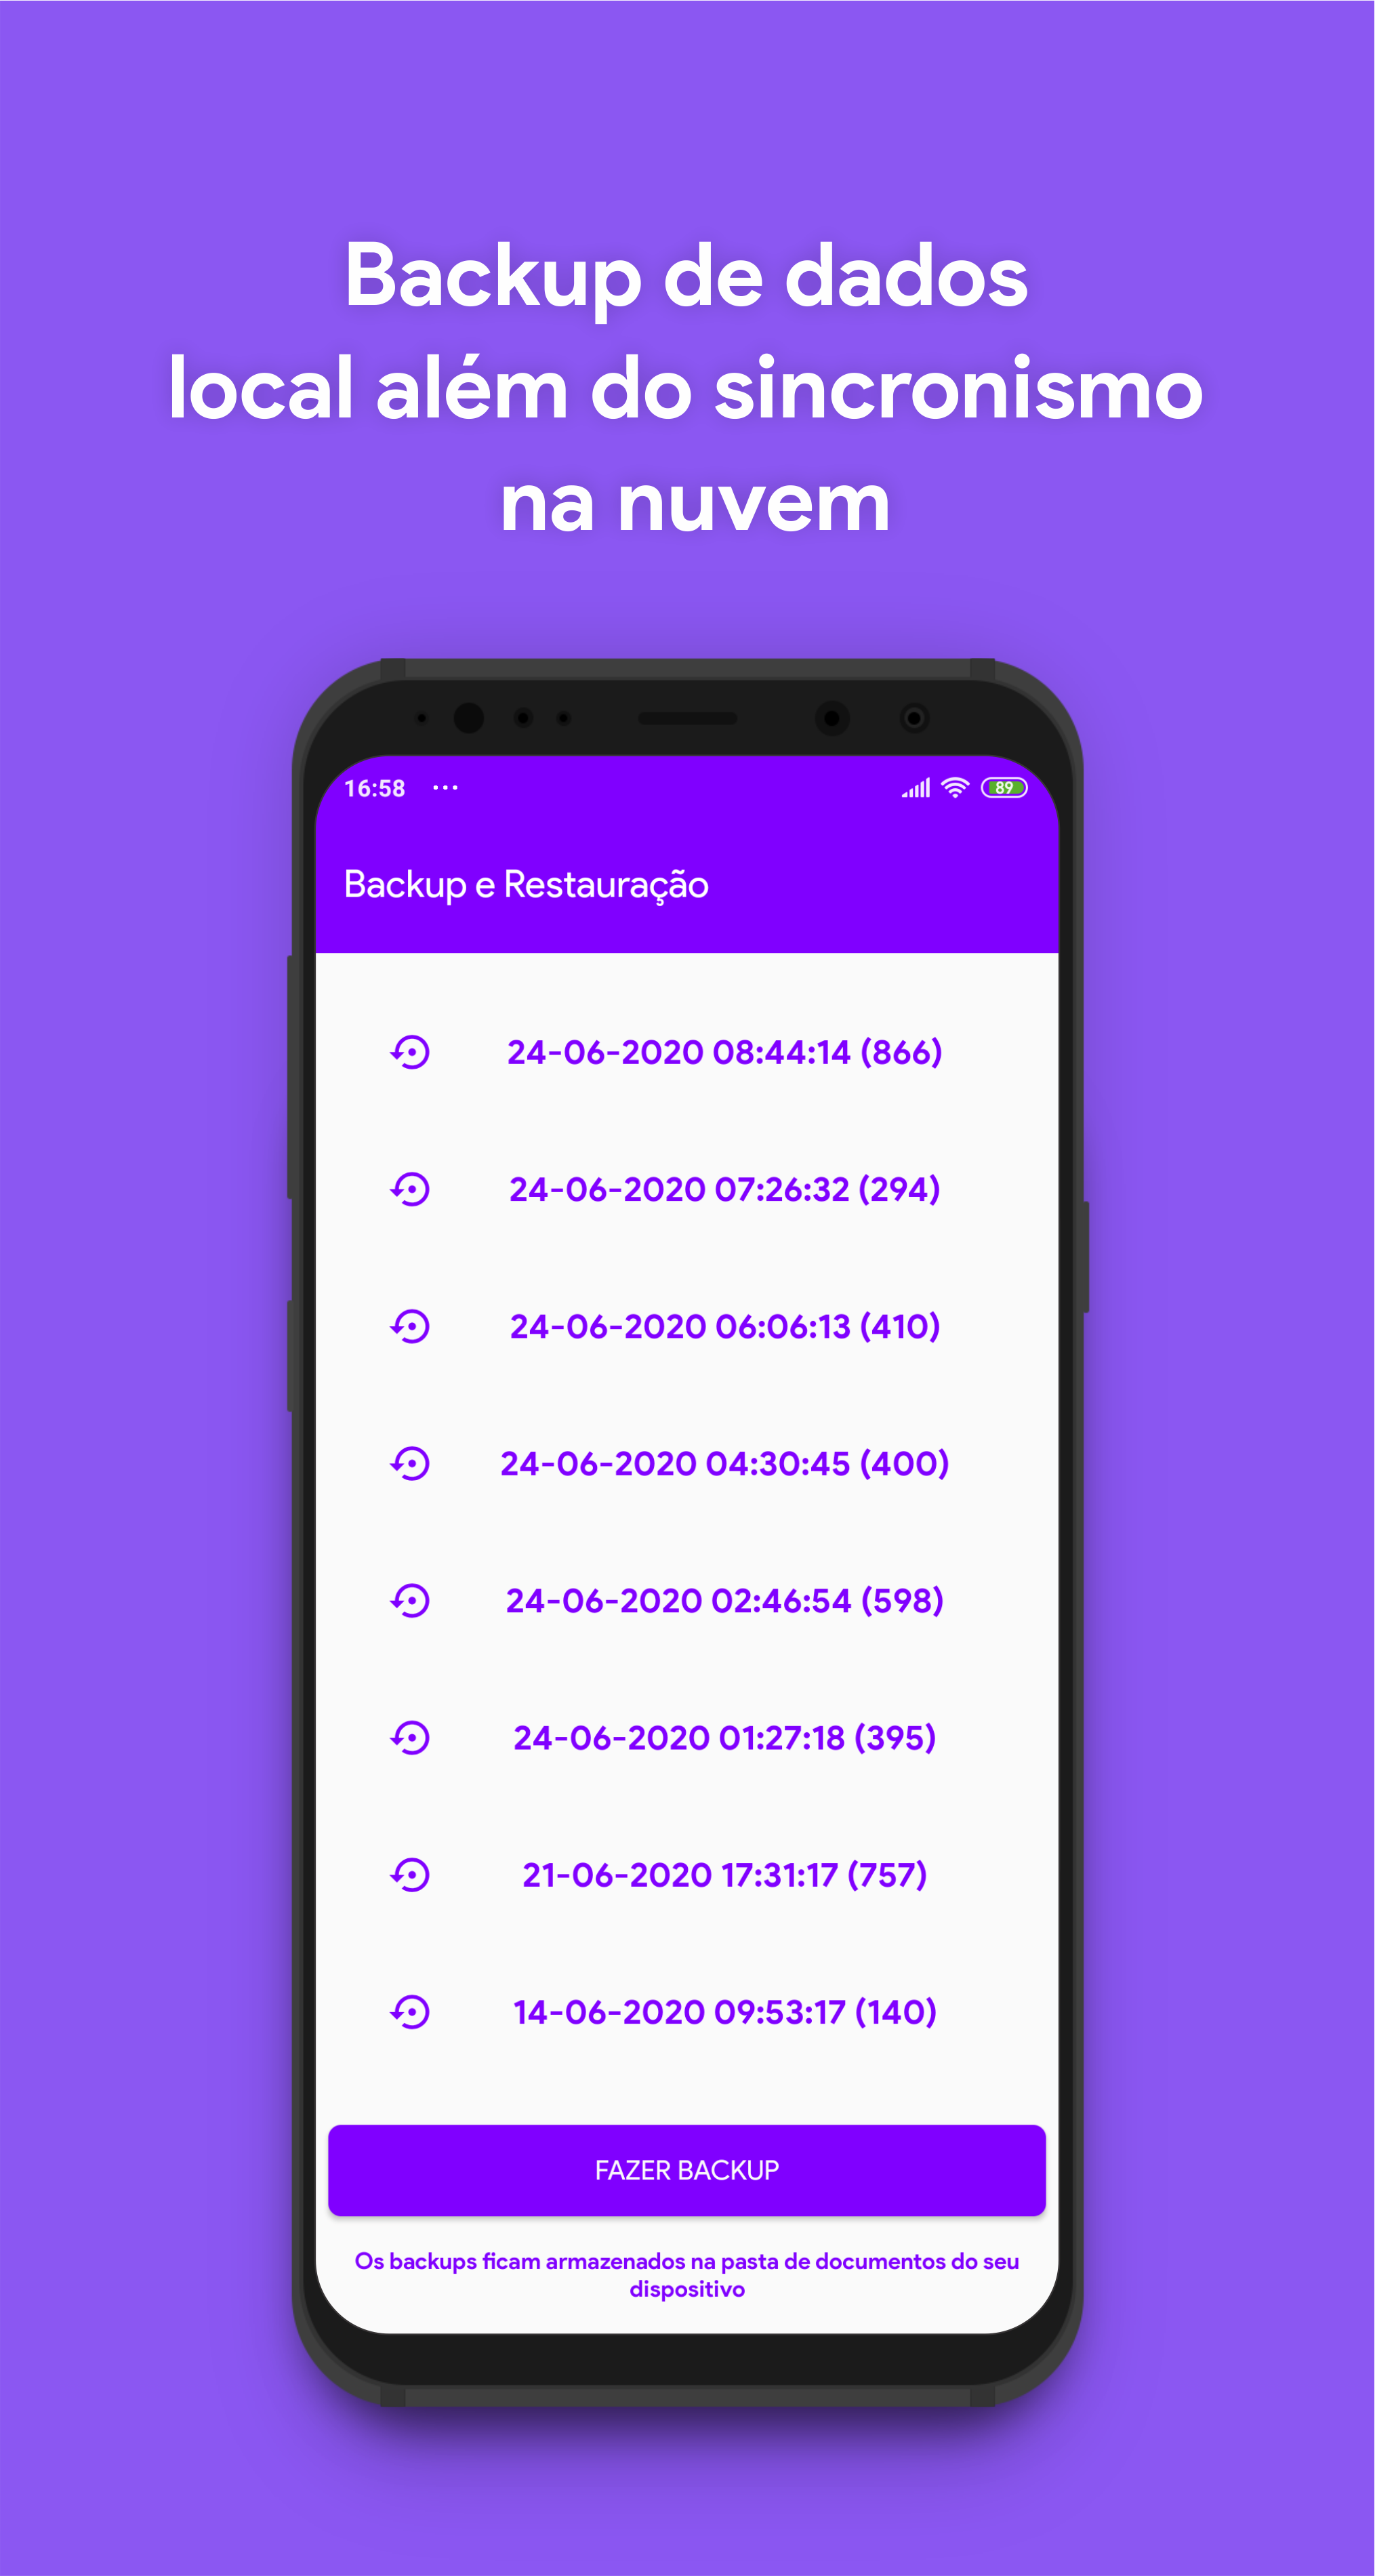 Backup de dados
local além do sincronismo
na nuvem
16:58 ...
89
Backup e Restauração
24-06-2020 08:44:14 (866)
24-06-2020 07:26:32 (294)
24-06-2020 06:06:13 (410)
24-06-2020 04:30:45 (400)
24-06-2020 02:46:54 (598)
24-06-2020 01:27:18 (395)
21-06-2020 17:31:17 (757)
14-06-2020 09:53:17 (140)
FAZER BACKUP
Os backups ficam armazenados na pasta de documentos do seu
dispositivo